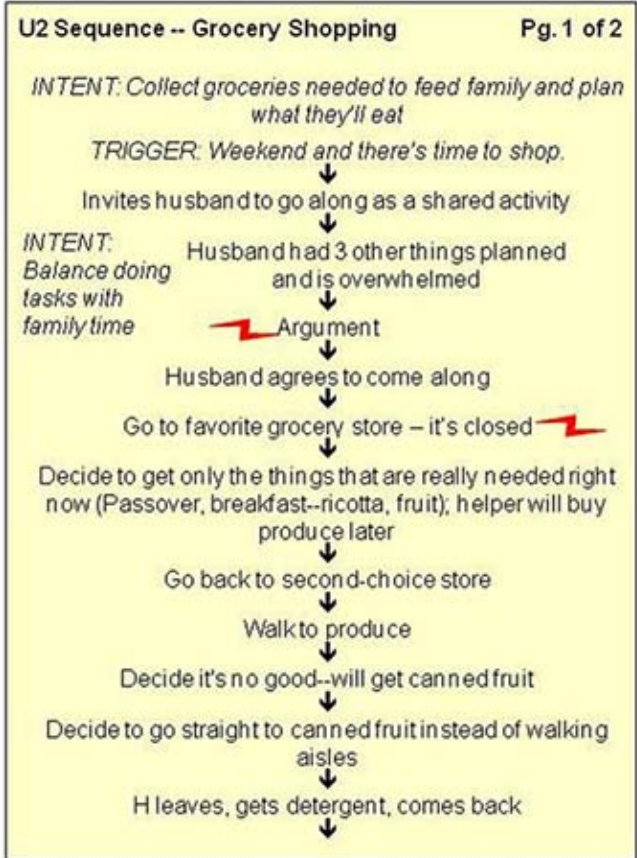 U2 Sequence -- Grocery Shopping Pg. 1 of 2
INTENT: Collect groceries needed to feed family and plan
what they'll eat
TRIGGER: Weekend and there's time to shop.
Invites husband to go along as a shared activity
INTENT:
Balance doing
tasks with
family time
Husband had 3 other things planned
and is overwhelmed
Argument
Husband agrees to come along
Go to favorite grocery store – it's closed
Decide to get only the things that are really needed right
now (Passover, breakfast--ricotta, fruit); helper will buy
produce later
Go back to second-choice store
Walk to produce
Decide it's no good--will get canned fruit
Decide to go straight to canned fruit instead of walking
aisles
H leaves, gets detergent, comes back